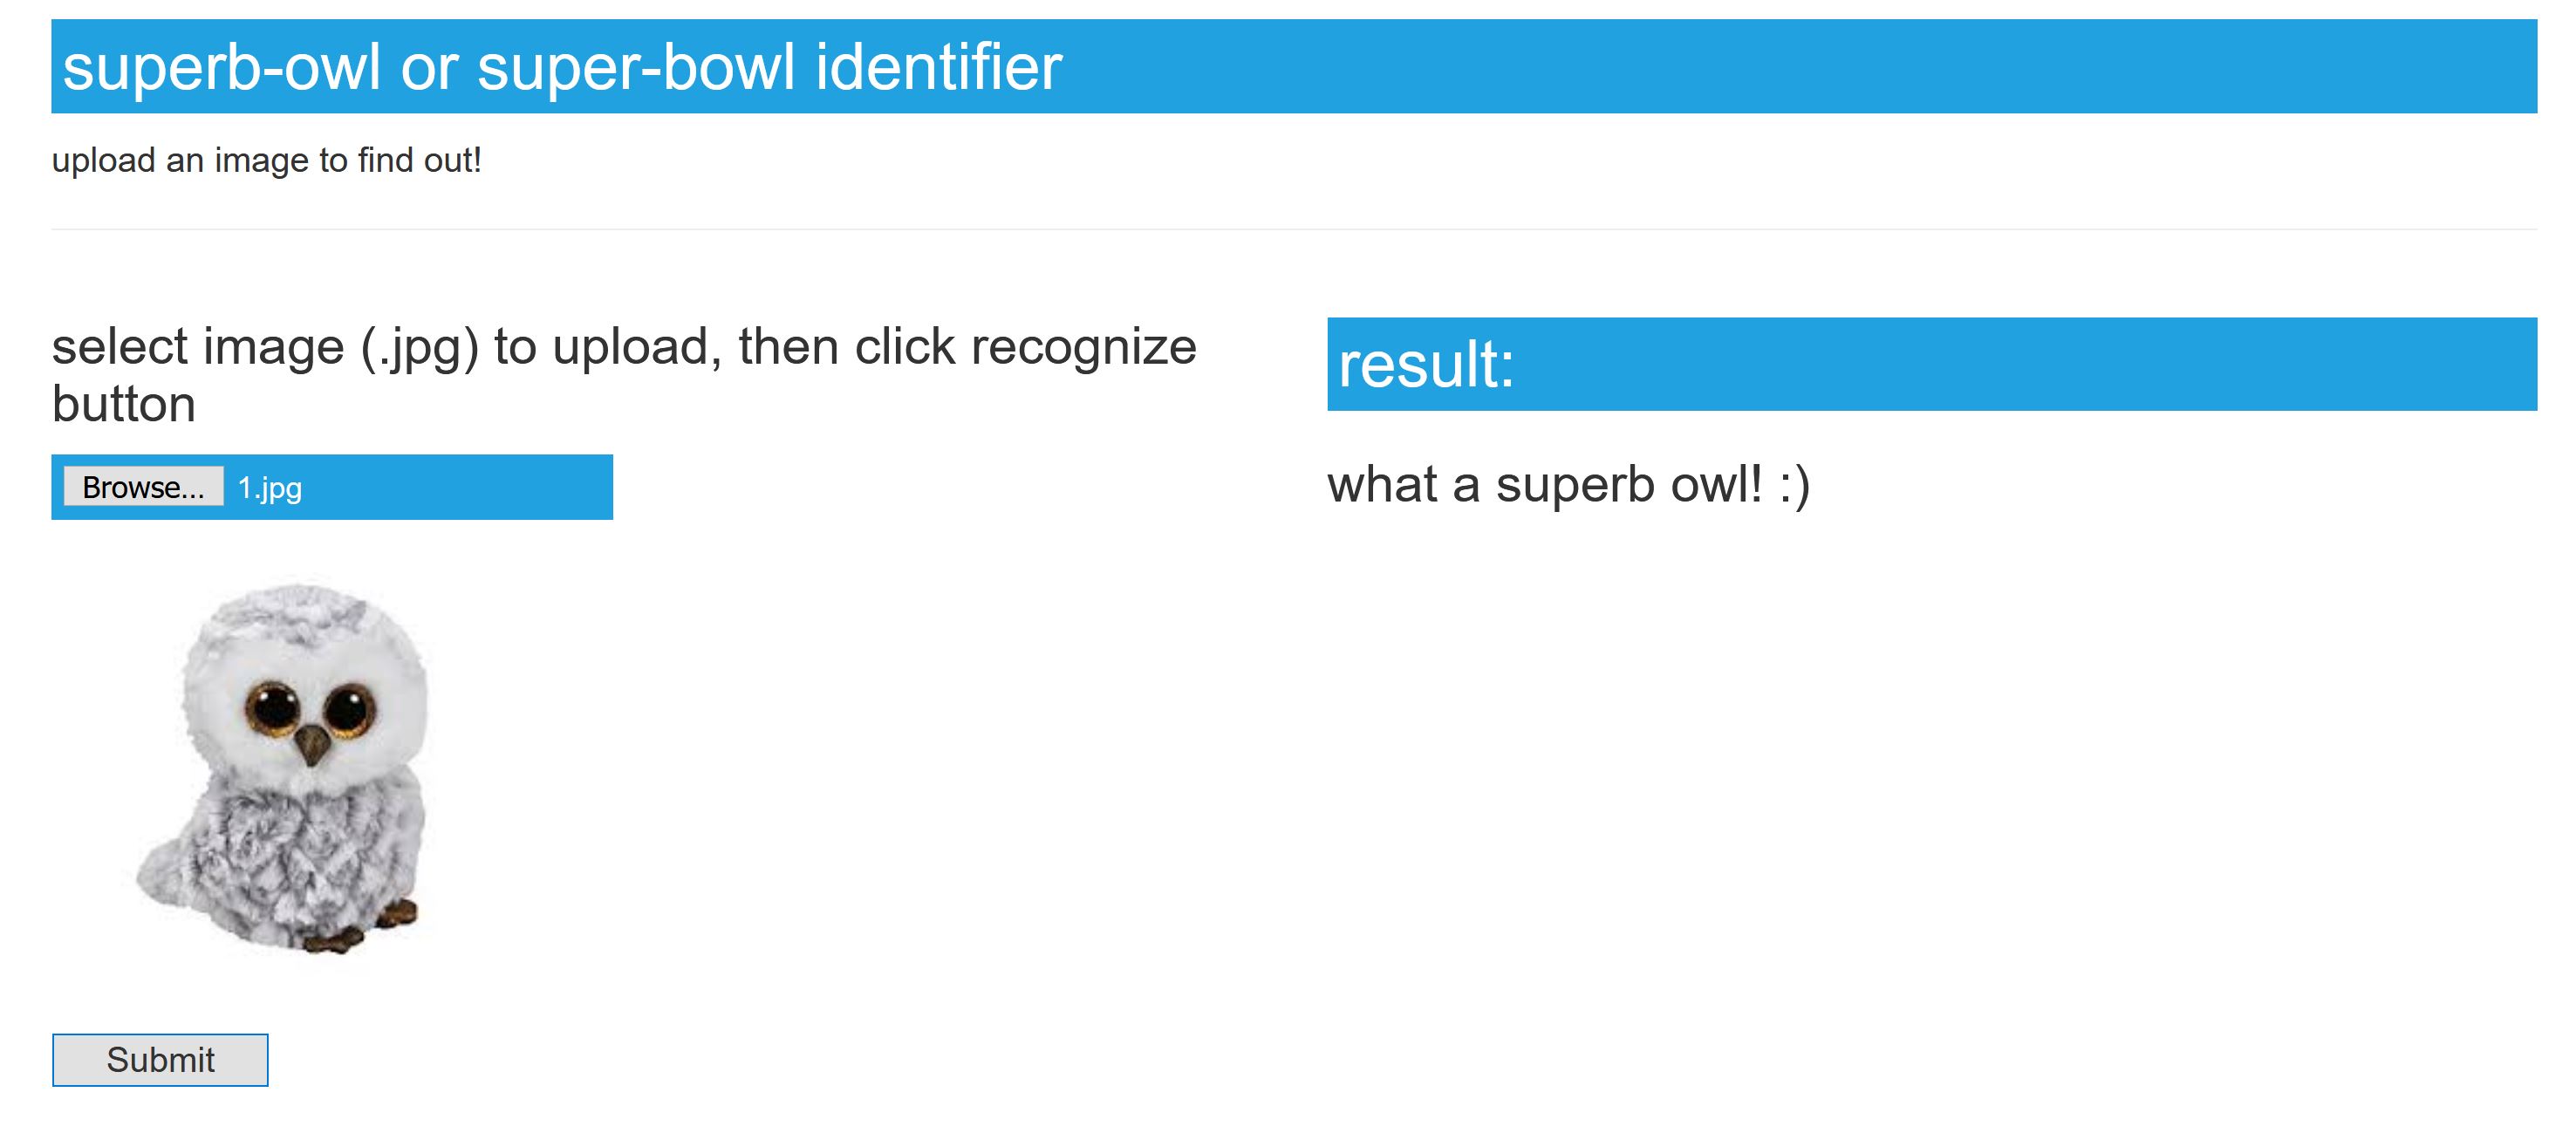 superb-owl or super-bowl identifier
upload an image to find out!
select image (.jpg) to upload, then click recognize
button
Browse... 1.jpg
Submit
result:
what a superb owl! :)